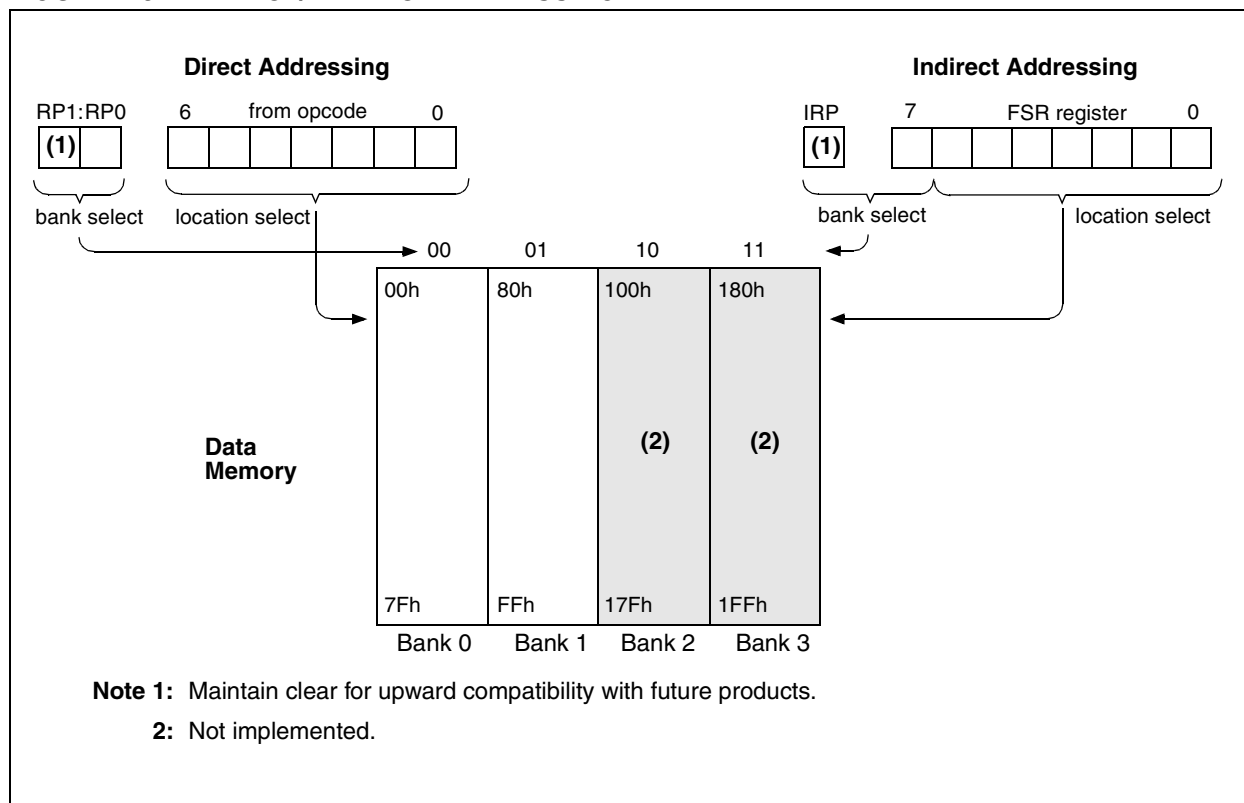 Direct Addressing
Indirect Addressing
RP1:RP0 6 from opcode 0
IRP 7 FSR register 0
(1)
(1)
bank select location select
bank select location select
00 01 10 11
00h 80h 100h 180h
Data
Memory
(2) (2)
7Fh FFh 17Fh 1FFh
Bank 0 Bank 1 Bank 2 Bank 3
Note 1: Maintain clear for upward compatibility with future products.
2: Not implemented.